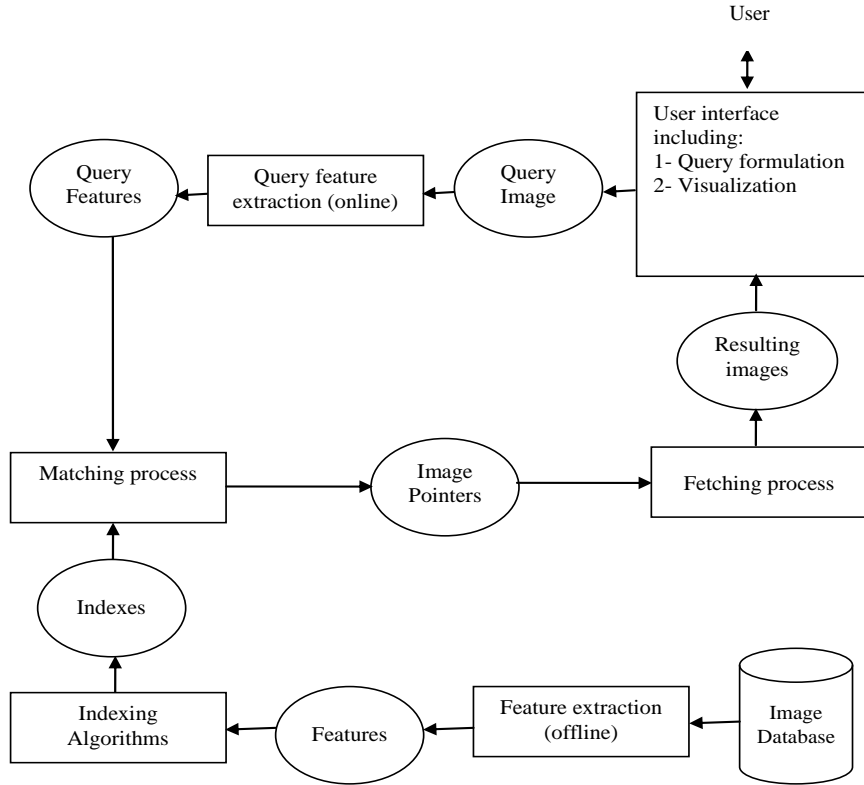 User
User interface
including:
1- Query formulation
2- Visualization
Query
Features
Query feature
extraction (online)
Query
Image
Resulting
images
Matching process
Image
Pointers
Fetching process
Indexes
Indexing
Algorithms
Features
Feature extraction
(offline)
Image
Database